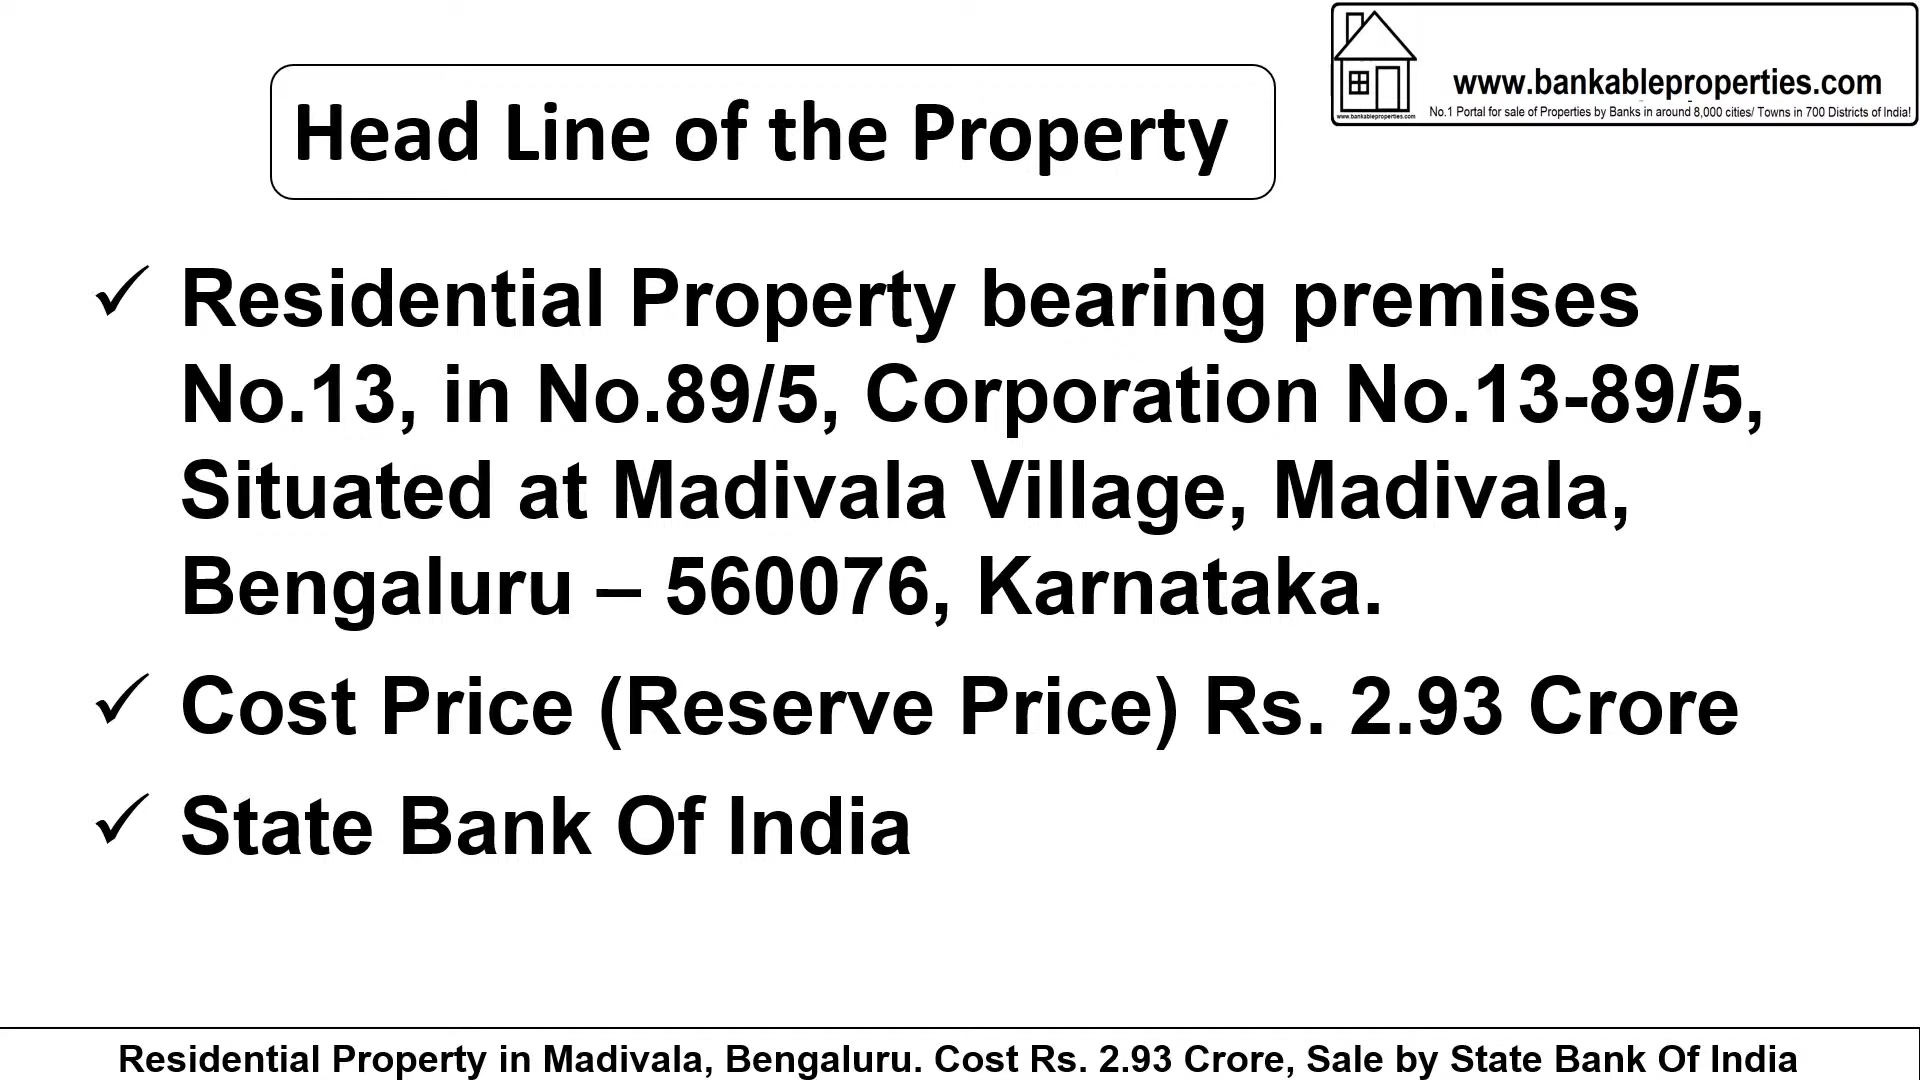 www.bankableproperties.com
No.1 Portal for sale of Properties by Banks in around 8,000 cities/ Towns in 700 Districts of India!
www.bankableproperties.com
Head Line of the Property
✓ Residential Property bearing premises
No.13, in No.89/5, Corporation No.13-89/5,
Situated at Madivala Village, Madivala,
Bengaluru – 560076, Karnataka.
✓ Cost Price (Reserve Price) Rs. 2.93 Crore
✓ State Bank Of India
Residential Property in Madivala, Bengaluru. Cost Rs. 2.93 Crore, Sale by State Bank Of India